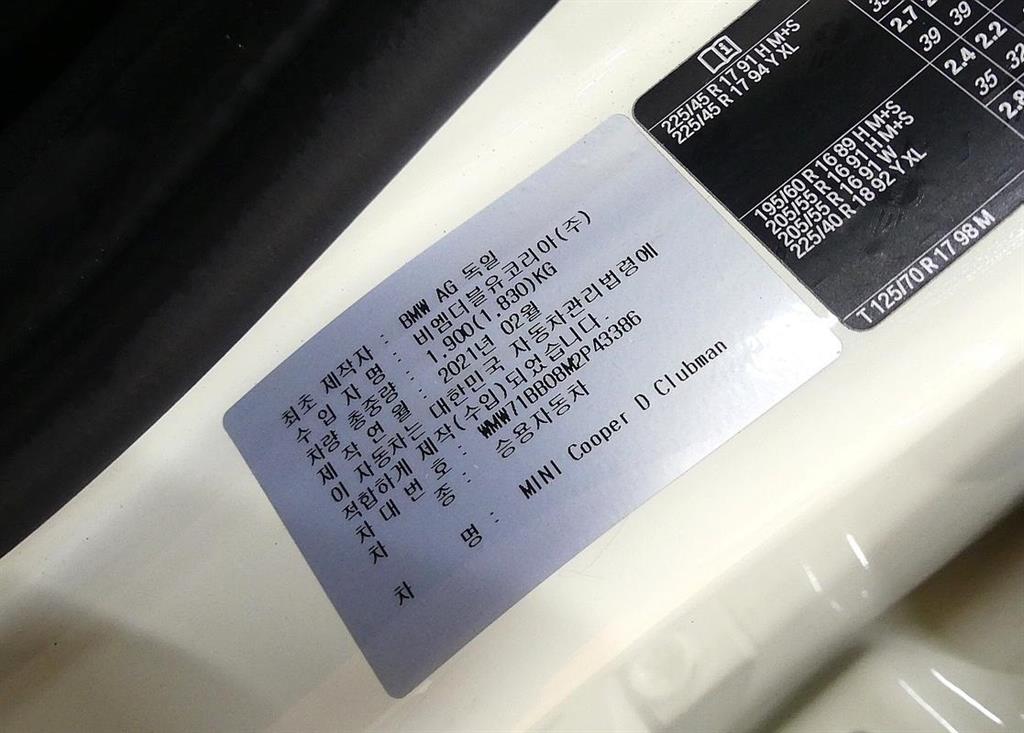 최초 제작자 : BMW AG 독일
수 입 자 명 : 비엠더블유코리아(주)
차량 총중량 : 1,900(1,830)KG
제 작 연 월 : 2021년 02월
이 자동차는 대한민국 자동차관리법령에
적합하게 제작(수입)되었습니다.
차 대 번 호 : WMW71BB08M2P43386
차 종 : 승용자동차
차 명 : MINI Cooper D Clubman
225/45 R 17 91 H M+S
225/45 R 17 94 Y XL
195/60 R 16 89 H M+S
205/55 R 16 91 H M+S
205/55 R 16 91 W
225/40 R 18 92 Y XL
T 125/70 R 17 98 M
2.7
39
39
2.4 2.2
35
2.8